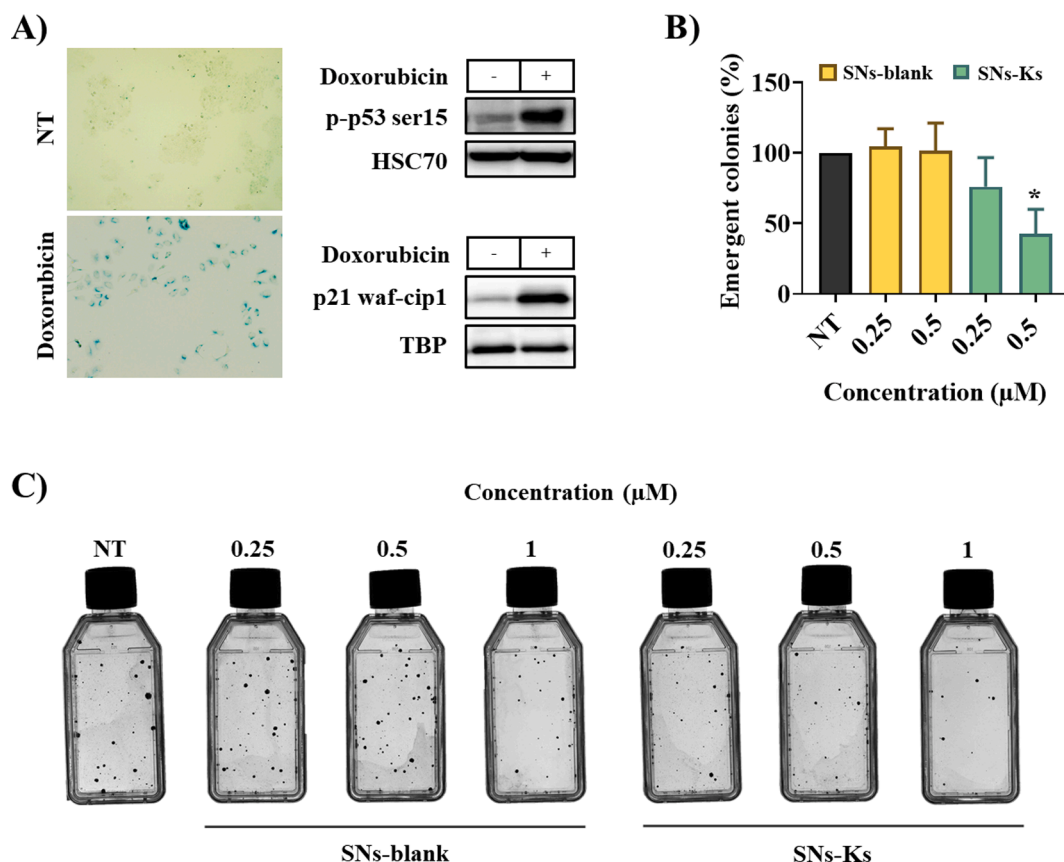 A)
NT
Doxorubicin
Doxorubicin - +
p-p53 ser15
HSC70
Doxorubicin - +
p21 waf-cip1
TBP
B)
SNs-blank SNs-Ks
Emergent colonies (%)
150
100
50
0
*
NT 0.25 0.5 0.25 0.5
Concentration (µM)
C)
Concentration (µM)
NT 0.25 0.5 1 0.25 0.5 1
SNs-blank SNs-Ks